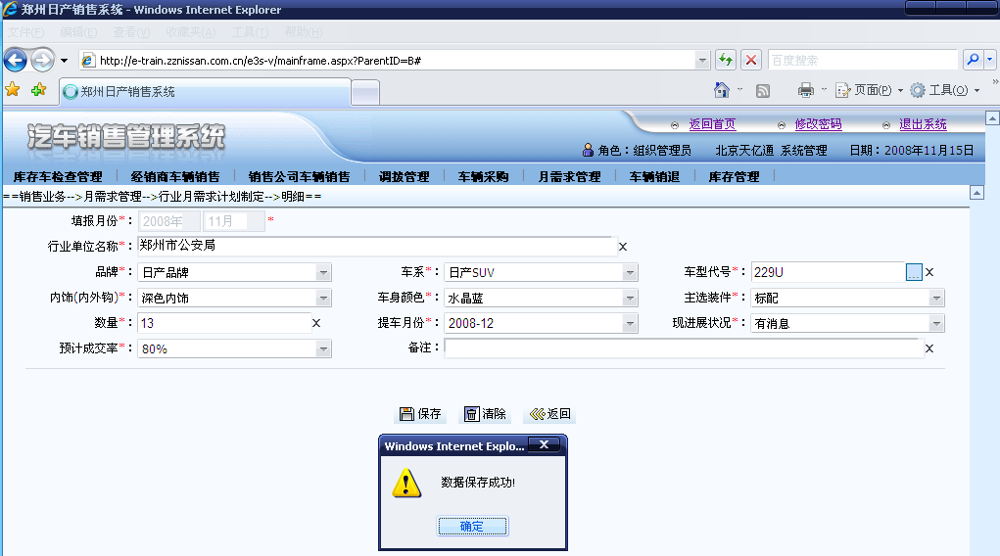 郑州日产销售系统 - Windows Internet Explorer
文件(F) 编辑(E) 查看(V) 收藏夹(A) 工具(T) 帮助(H)
http://e-train.zznissan.com.cn/e3s-v/mainframe.aspx?ParentID=B# 百度搜索
郑州日产销售系统 页面(P) 工具(O) »
汽车销售管理系统
返回首页 修改密码 退出系统
角色：组织管理员 北京天亿通 系统管理 日期：2008年11月15日
库存车检查管理 经销商车辆销售 销售公司车辆销售 调拨管理 车辆采购 月需求管理 车辆销退 库存管理
==销售业务-->月需求管理-->行业月需求计划制定-->明细==
填报月份*： 2008年 11月 *
行业单位名称*： 郑州市公安局 X
品牌*： 日产品牌 车系*： 日产SUV 车型代号*： 229U ... X
内饰(内外钩)*： 深色内饰 车身颜色*： 水晶蓝 主选装件*： 标配
数量*： 13 X 提车月份*： 2008-12 现进展状况*： 有消息
预计成交率*： 80% 备注： X
保存 清除 返回
Windows Internet Explo... X
数据保存成功!
确定